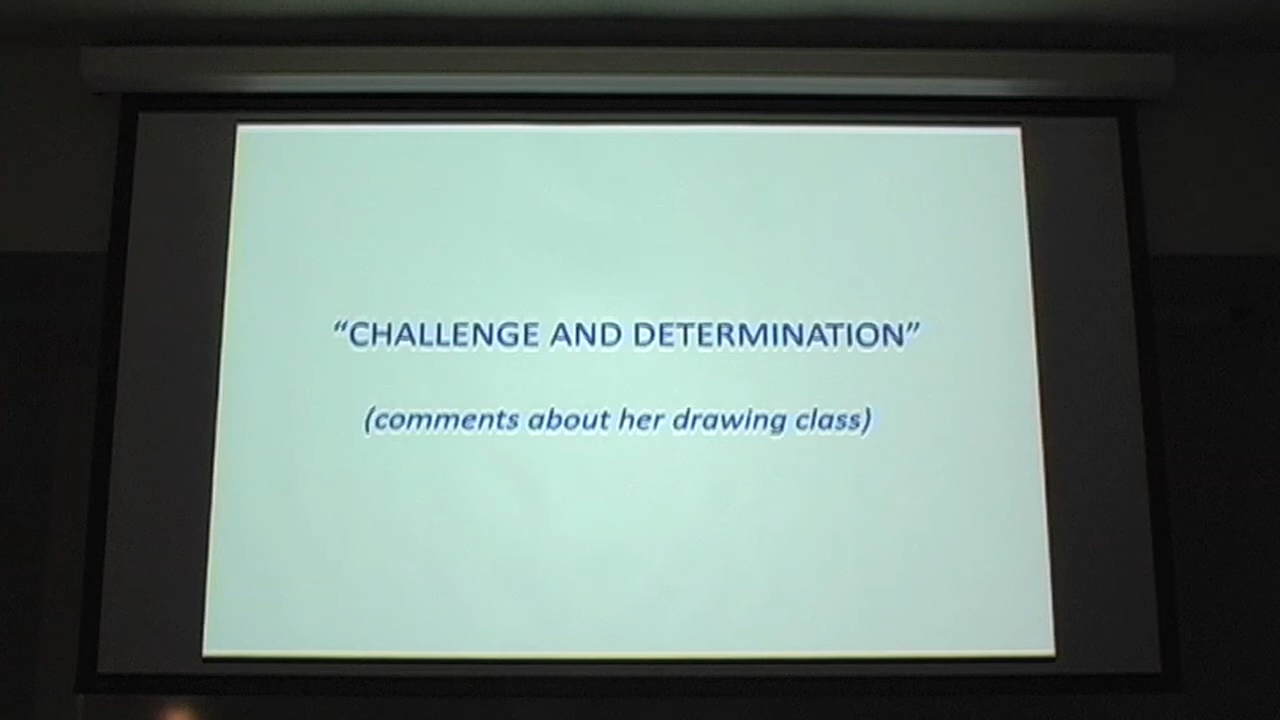 “CHALLENGE AND DETERMINATION”
(comments about her drawing class)